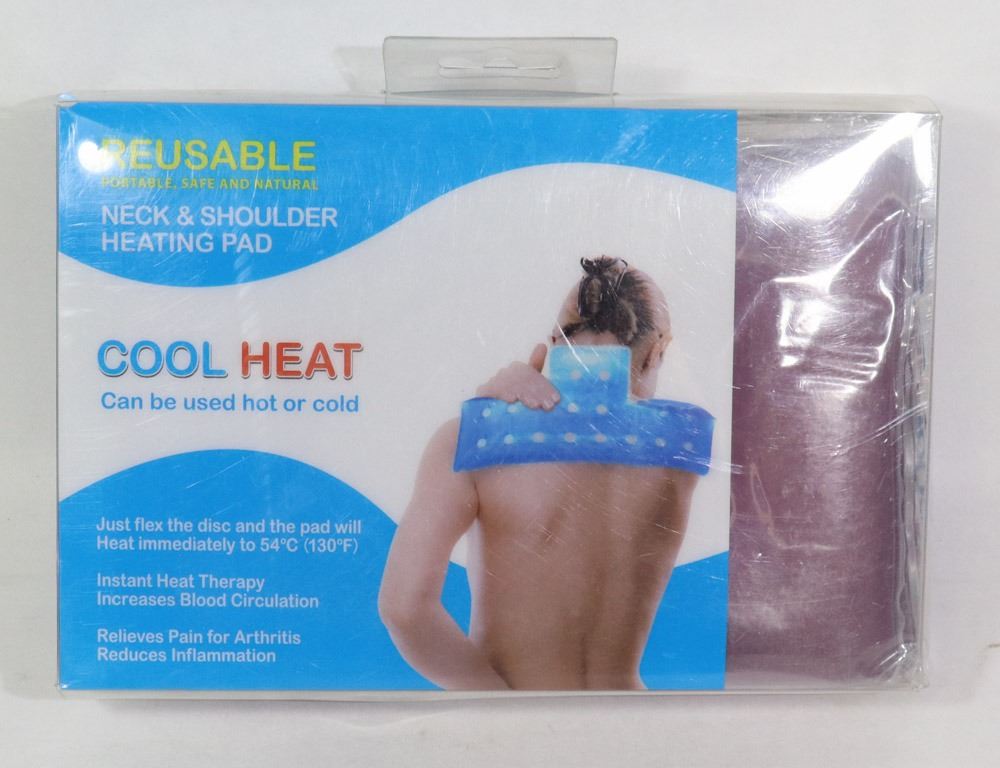 REUSABLE
PORTABLE, SAFE AND NATURAL
NECK & SHOULDER
HEATING PAD
COOL HEAT
Can be used hot or cold
Just flex the disc and the pad will
Heat immediately to 54ºC (130ºF)
Instant Heat Therapy
Increases Blood Circulation
Relieves Pain for Arthritis
Reduces Inflammation